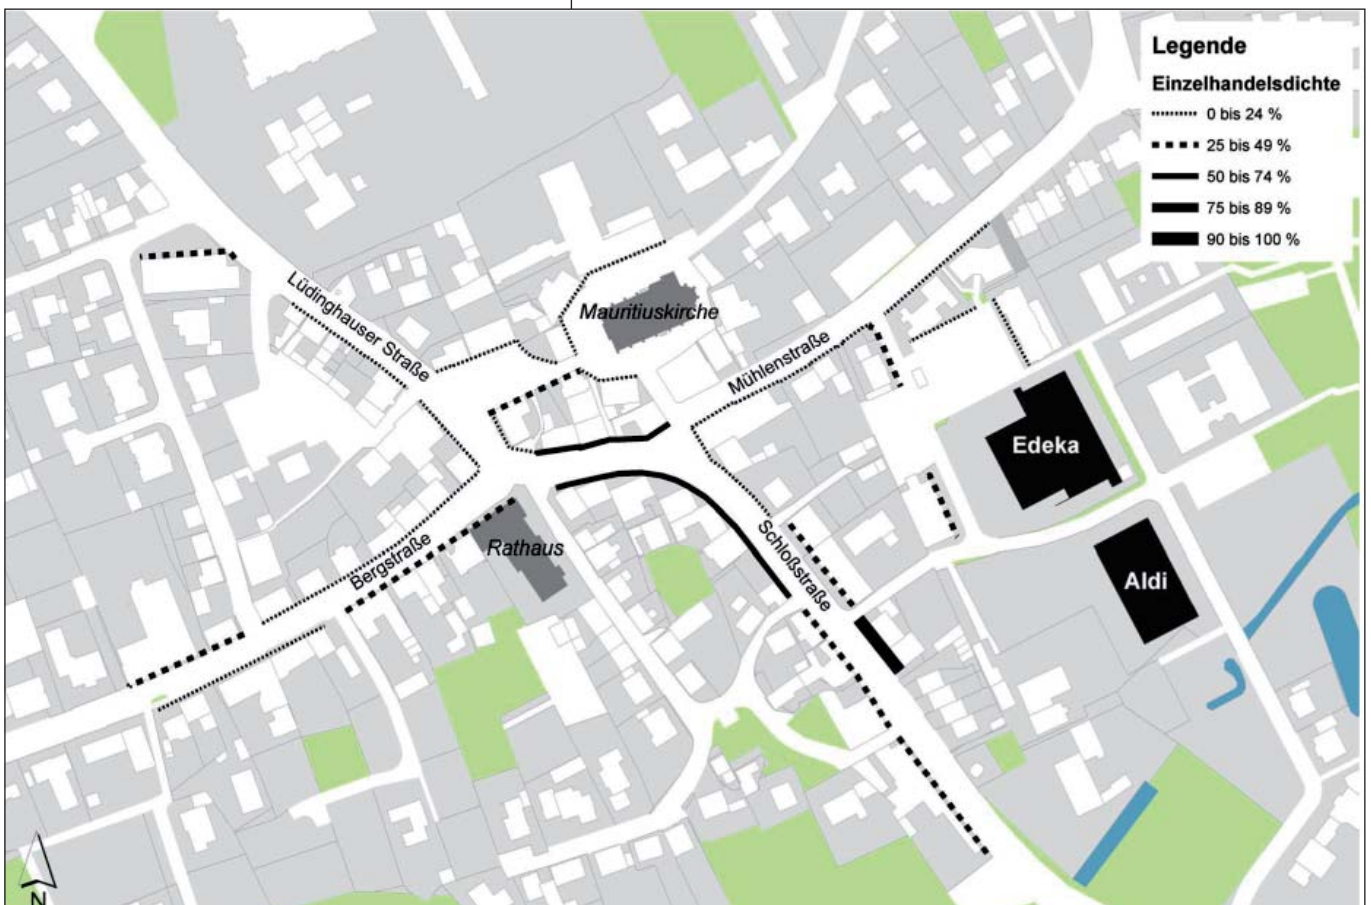 Legende
Einzelhandelsdichte
0 bis 24 %
25 bis 49 %
50 bis 74 %
75 bis 89 %
90 bis 100 %
Lüdinghauser Straße
Mauritiuskirche
Mühlenstraße
Edeka
Schloßstraße
Bergstraße
Rathaus
Aldi
N